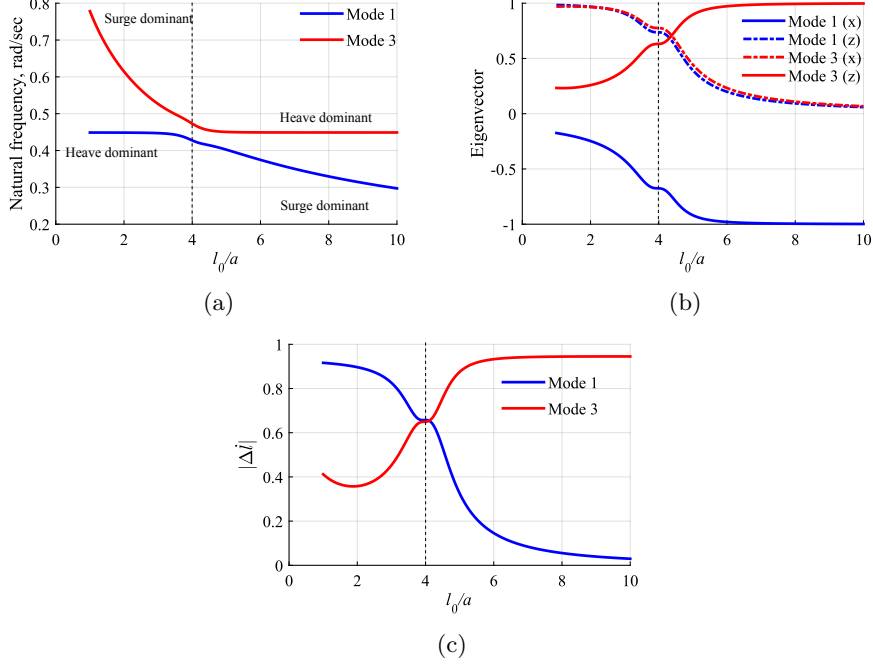 0.8
0.7
0.6
0.5
0.4
0.3
0.2
0
2
4
6
8
10
Natural frequency, rad/sec
l0/a
Surge dominant
Mode 1
Mode 3
Heave dominant
Heave dominant
Surge dominant
(a)
1
0.5
0
-0.5
-1
0
2
4
6
8
10
Eigenvector
l0/a
Mode 1 (x)
Mode 1 (z)
Mode 3 (x)
Mode 3 (z)
(b)
1
0.8
0.6
0.4
0.2
0
0
2
4
6
8
10
|Δi̇|
l0/a
Mode 1
Mode 3
(c)